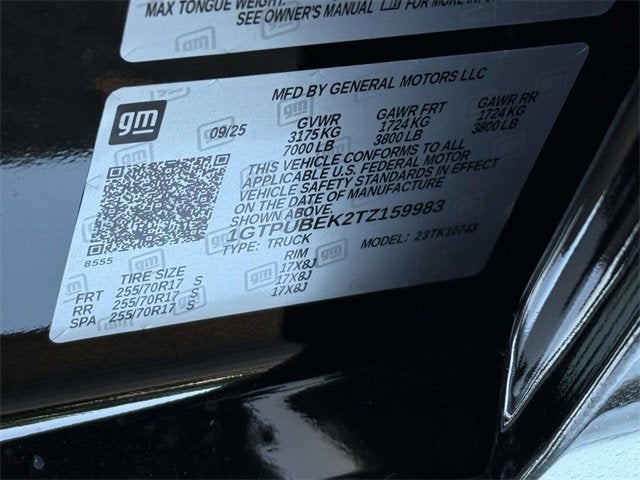 MAX TONGUE WEIGHT:
SEE OWNER'S MANUAL FOR MORE INFORMATION
MFD BY GENERAL MOTORS LLC
gm 09/25 GVWR GAWR FRT GAWR RR
3175 KG 1724 KG 1724 KG
7000 LB 3800 LB 3800 LB
THIS VEHICLE CONFORMS TO ALL
APPLICABLE U.S. FEDERAL MOTOR
VEHICLE SAFETY STANDARDS IN EFFECT
ON THE DATE OF MANUFACTURE
SHOWN ABOVE.
1GTPUBEK2TZ159983
8555 TYPE: TRUCK MODEL: 23TK10743
TIRE SIZE RIM
FRT 255/70R17 S 17X8J
RR 255/70R17 S 17X8J
SPA 255/70R17 S 17X8J